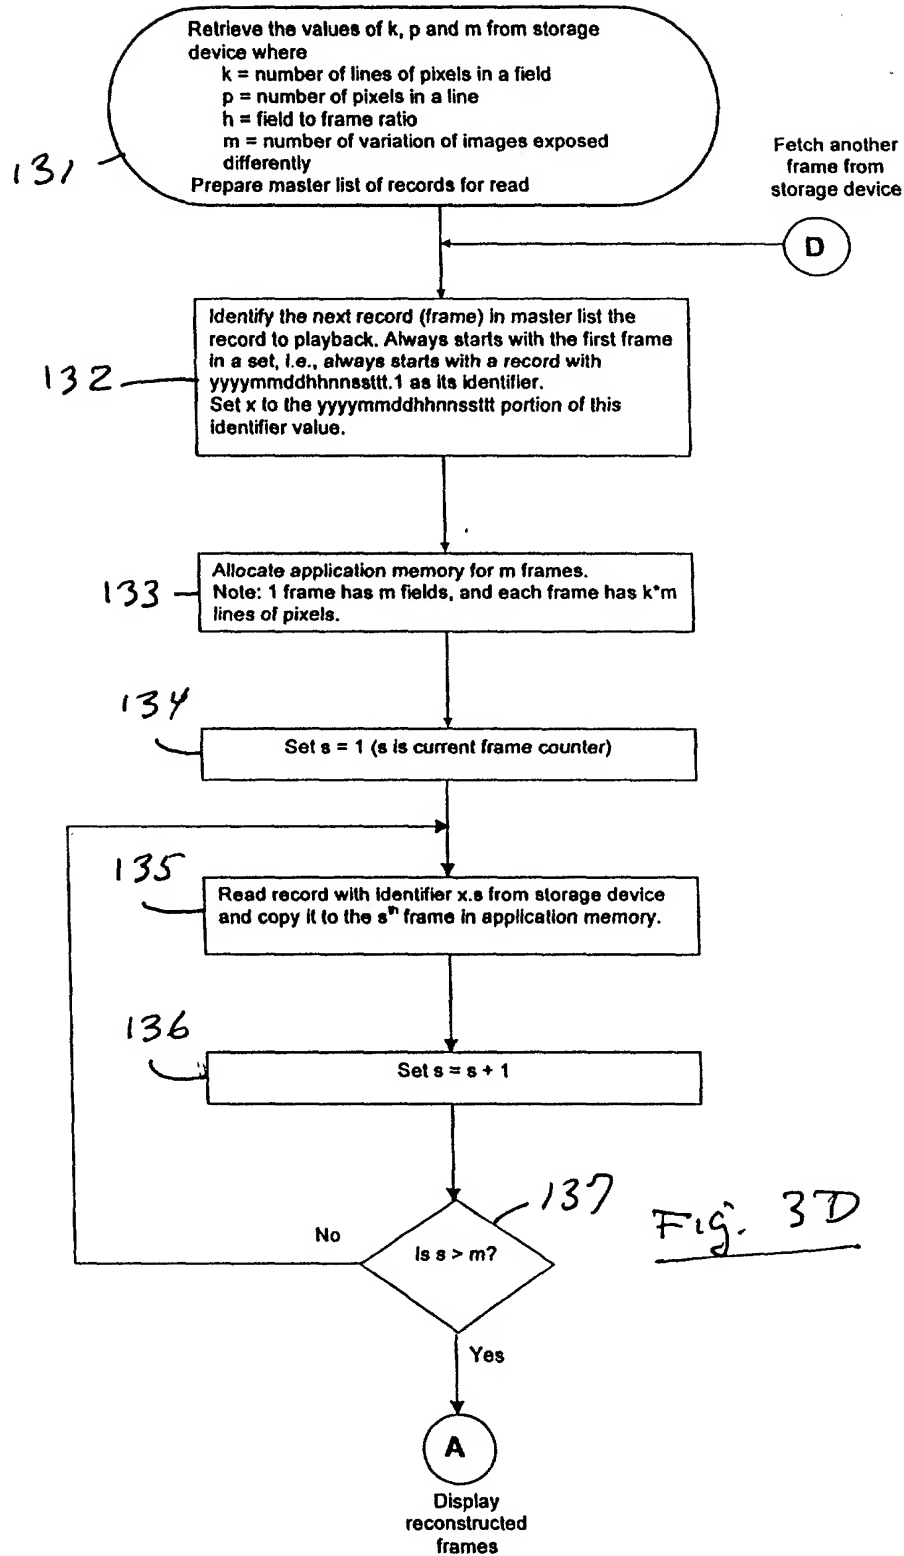 Retrieve the values of k, p and m from storage
device where
k = number of lines of pixels in a field
p = number of pixels in a line
h = field to frame ratio
m = number of variation of images exposed
differently
Prepare master list of records for read
131
Fetch another
frame from
storage device
D
Identify the next record (frame) in master list the
record to playback. Always starts with the first frame
in a set, i.e., always starts with a record with
yyyymmddhhnnssttt.1 as its identifier.
Set x to the yyyymmddhhnnssttt portion of this
identifier value.
132
Allocate application memory for m frames.
Note: 1 frame has m fields, and each frame has k*m
lines of pixels.
133
134
Set s = 1 (s is current frame counter)
135
Read record with identifier x.s from storage device
and copy it to the sth frame in application memory.
136
Set s = s + 1
137
No
Is s > m?
Fig. 3D
Yes
A
Display
reconstructed
frames